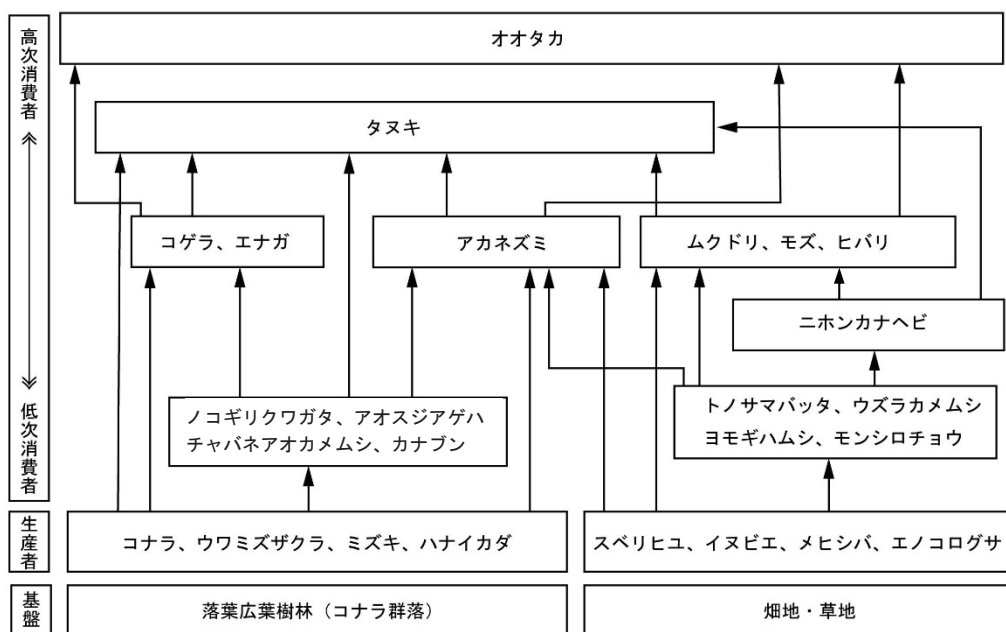 高次消費者
低次消費者
生産者
基盤
オオタカ
タヌキ
コゲラ、エナガ
アカネズミ
ムクドリ、モズ、ヒバリ
ニホンカナヘビ
ノコギリクワガタ、アオスジアゲハ
チャバネアオカメムシ、カナブン
トノサマバッタ、ウズラカメムシ
ヨモギハムシ、モンシロチョウ
コナラ、ウワミズザクラ、ミズキ、ハナイカダ
スベリヒユ、イヌビエ、メヒシバ、エノコログサ
落葉広葉樹林（コナラ群落）
畑地・草地